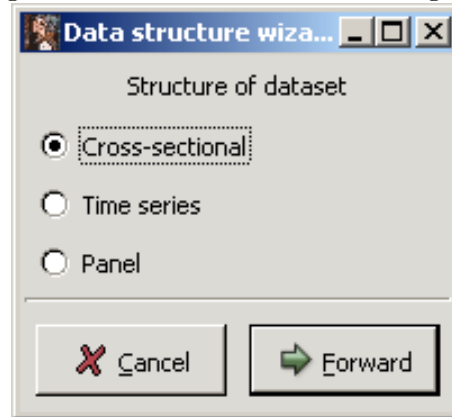 Data structure wiza...
Structure of dataset
Cross-sectional
Time series
Panel
Cancel
Forward